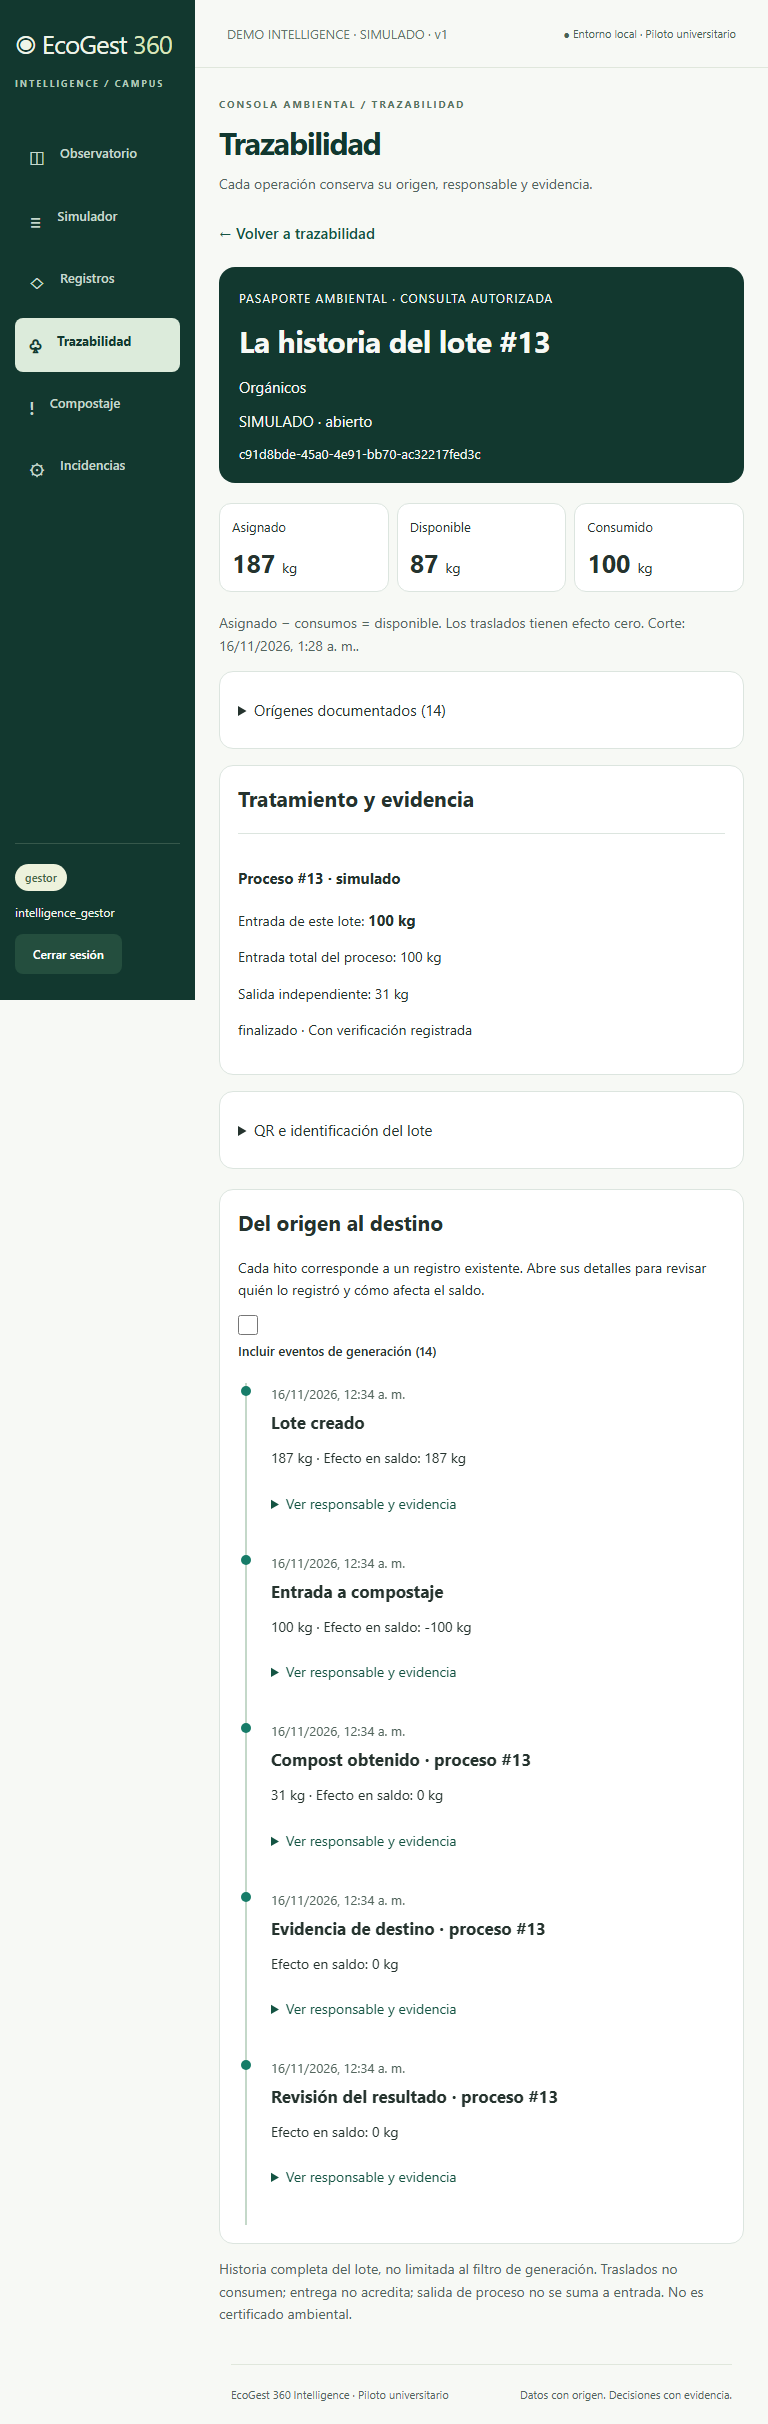 EcoGest 360
INTELLIGENCE / CAMPUS
Observatorio
Simulador
Registros
Trazabilidad
Compostaje
Incidencias
gestor
intelligence_gestor
Cerrar sesión
DEMO INTELLIGENCE · SIMULADO · v1
● Entorno local · Piloto universitario
CONSOLA AMBIENTAL / TRAZABILIDAD
Trazabilidad
Cada operación conserva su origen, responsable y evidencia.
← Volver a trazabilidad
PASAPORTE AMBIENTAL · CONSULTA AUTORIZADA
La historia del lote #13
Orgánicos
SIMULADO · abierto
c91d8bde-45a0-4e91-bb70-ac32217fed3c
Asignado
187 kg
Disponible
87 kg
Consumido
100 kg
Asignado − consumos = disponible. Los traslados tienen efecto cero. Corte:
16/11/2026, 1:28 a. m..
Orígenes documentados (14)
Tratamiento y evidencia
Proceso #13 · simulado
Entrada de este lote: 100 kg
Entrada total del proceso: 100 kg
Salida independiente: 31 kg
finalizado · Con verificación registrada
QR e identificación del lote
Del origen al destino
Cada hito corresponde a un registro existente. Abre sus detalles para revisar
quién lo registró y cómo afecta el saldo.
Incluir eventos de generación (14)
16/11/2026, 12:34 a. m.
Lote creado
187 kg · Efecto en saldo: 187 kg
Ver responsable y evidencia
16/11/2026, 12:34 a. m.
Entrada a compostaje
100 kg · Efecto en saldo: -100 kg
Ver responsable y evidencia
16/11/2026, 12:34 a. m.
Compost obtenido · proceso #13
31 kg · Efecto en saldo: 0 kg
Ver responsable y evidencia
16/11/2026, 12:34 a. m.
Evidencia de destino · proceso #13
Efecto en saldo: 0 kg
Ver responsable y evidencia
16/11/2026, 12:34 a. m.
Revisión del resultado · proceso #13
Efecto en saldo: 0 kg
Ver responsable y evidencia
Historia completa del lote, no limitada al filtro de generación. Traslados no
consumen; entrega no acredita; salida de proceso no se suma a entrada. No es
certificado ambiental.
EcoGest 360 Intelligence · Piloto universitario
Datos con origen. Decisiones con evidencia.